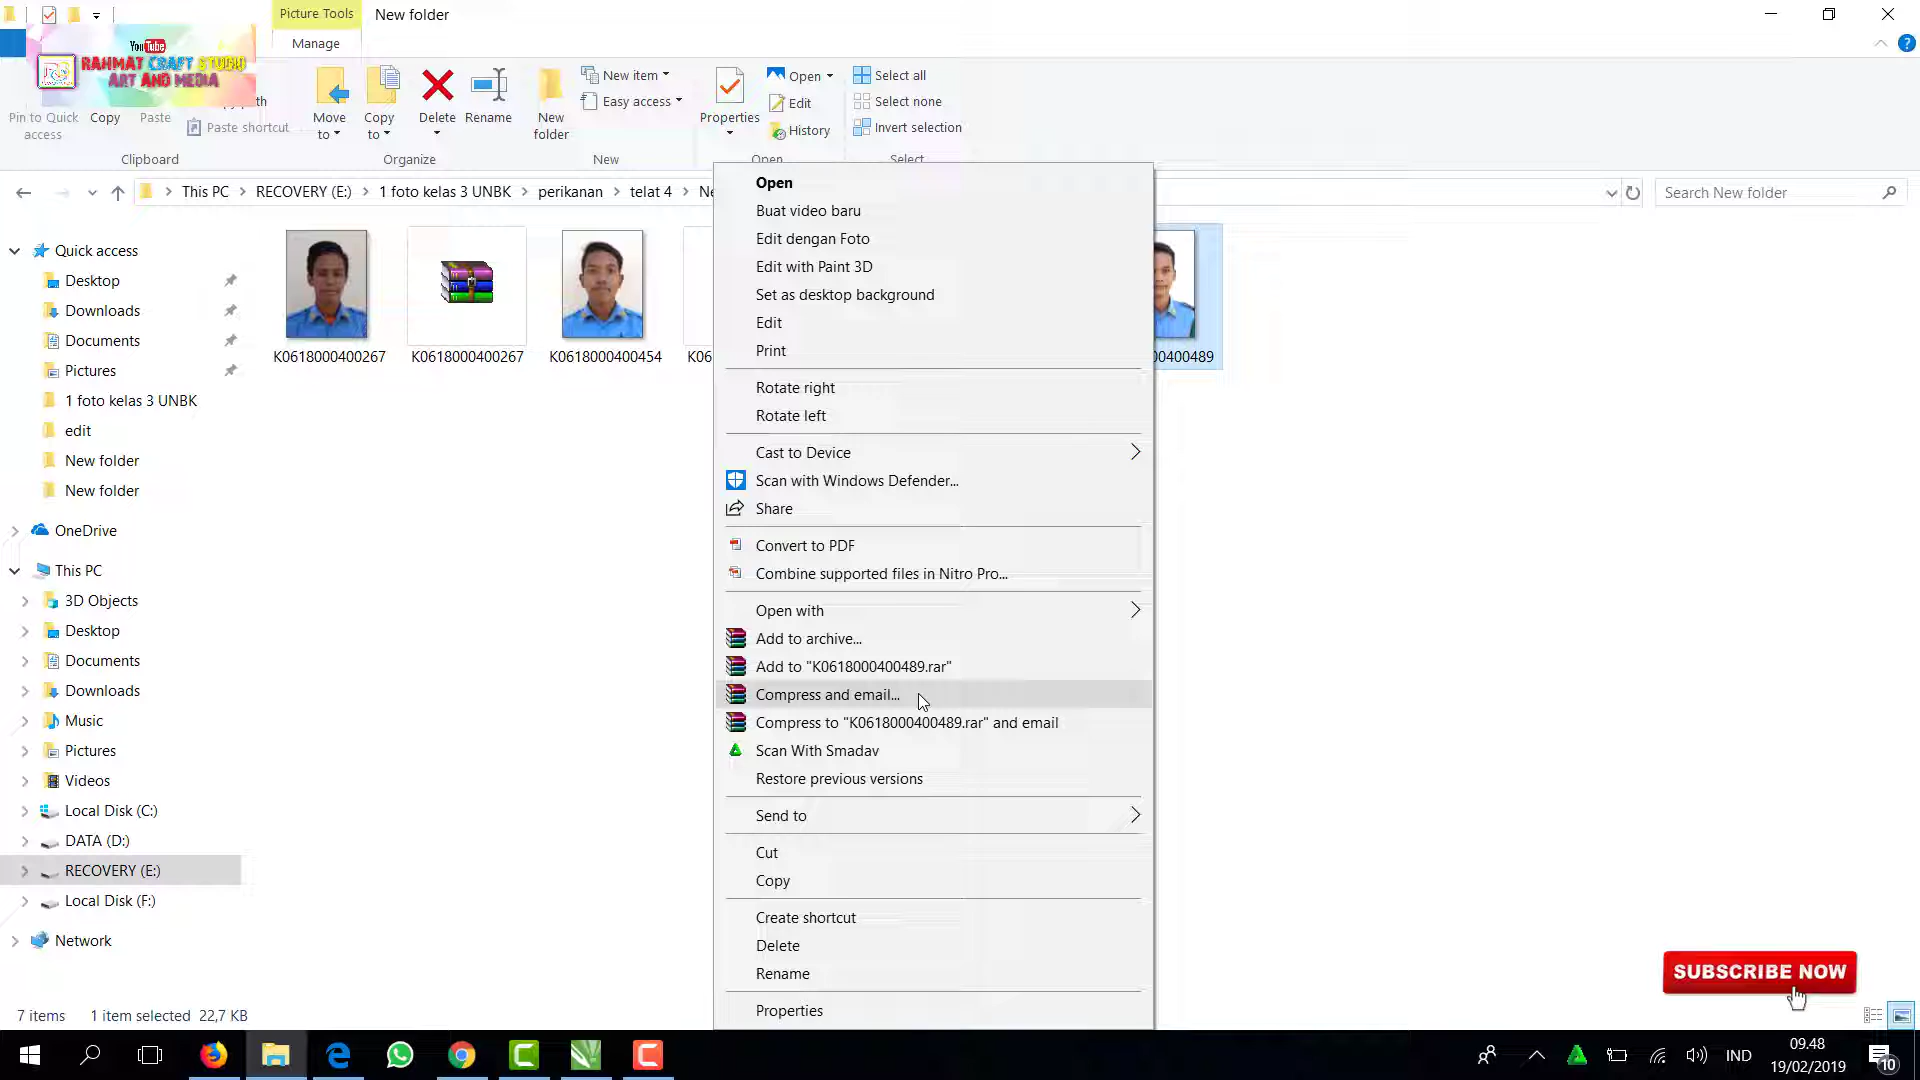 Picture Tools
New folder
Manage
YouTube
RAHMAT CRAFT STUDIO
ART AND MEDIA
Pin to Quick access
Copy
Paste
path
Paste shortcut
Clipboard
Move to
Copy to
Delete
Rename
Organize
New folder
New item
Easy access
New
Properties
Open
Edit
History
Open
Select all
Select none
Invert selection
Select
This PC
RECOVERY (E:)
1 foto kelas 3 UNBK
perikanan
telat 4
Search New folder
Quick access
Desktop
Downloads
Documents
Pictures
1 foto kelas 3 UNBK
edit
New folder
New folder
OneDrive
This PC
3D Objects
Desktop
Documents
Downloads
Music
Pictures
Videos
Local Disk (C:)
DATA (D:)
RECOVERY (E:)
Local Disk (F:)
Network
K0618000400267
K0618000400267
K0618000400454
K06
00400489
Open
Buat video baru
Edit dengan Foto
Edit with Paint 3D
Set as desktop background
Edit
Print
Rotate right
Rotate left
Cast to Device
Scan with Windows Defender...
Share
Convert to PDF
Combine supported files in Nitro Pro...
Open with
Add to archive...
Add to "K0618000400489.rar"
Compress and email...
Compress to "K0618000400489.rar" and email
Scan With Smadav
Restore previous versions
Send to
Cut
Copy
Create shortcut
Delete
Rename
Properties
SUBSCRIBE NOW
7 items
1 item selected 22,7 KB
IND
09.48
19/02/2019
10